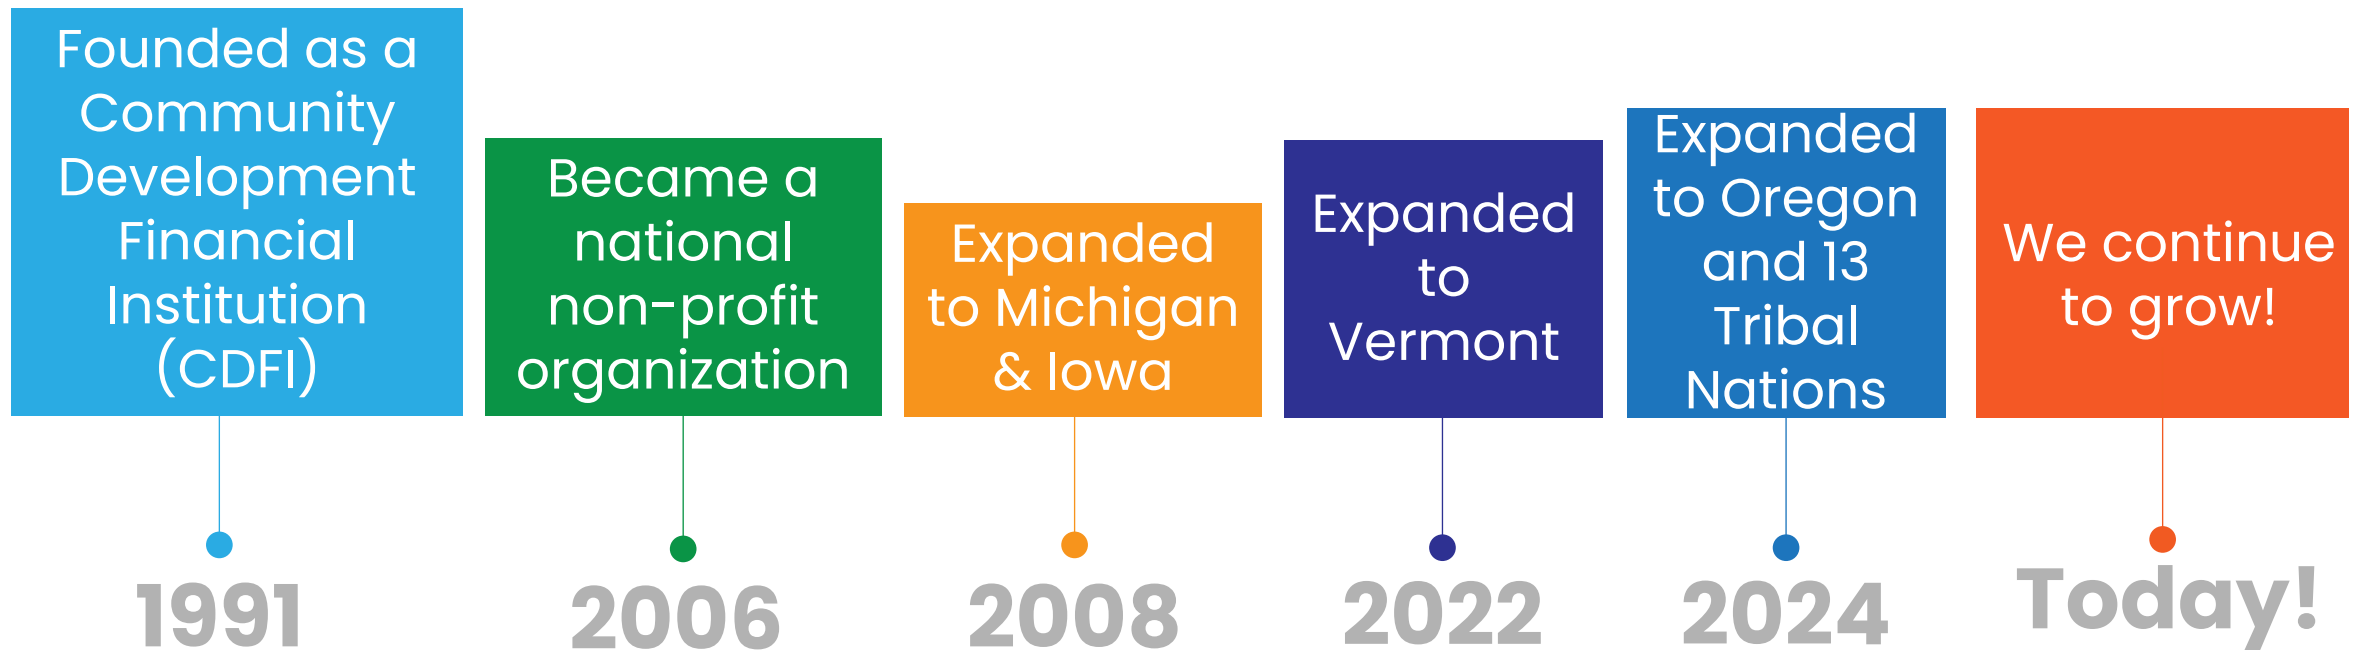 Founded as a
Community
Development
Financial
Institution
(CDFI)
1991
Became a
national
non-profit
organization
2006
Expanded
to Michigan
& Iowa
2008
Expanded
to
Vermont
2022
Expanded
to Oregon
and 13
Tribal
Nations
2024
We continue
to grow!
Today!